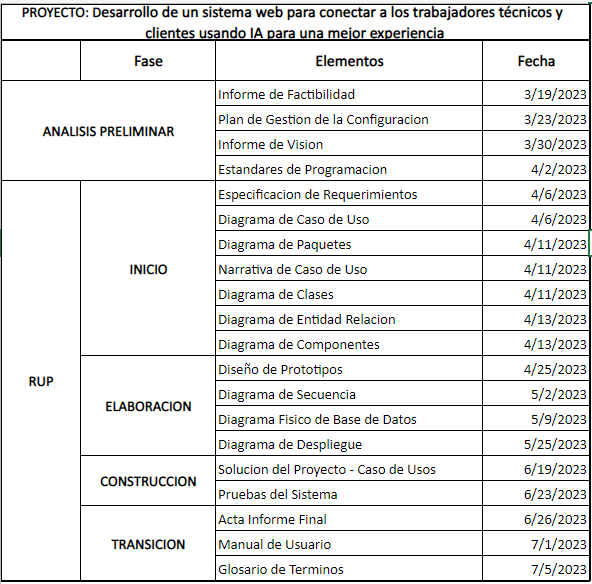 PROYECTO: Desarrollo de un sistema web para conectar a los trabajadores técnicos y
clientes usando IA para una mejor experiencia
Fase Elementos Fecha
ANALISIS PRELIMINAR
Informe de Factibilidad 3/19/2023
Plan de Gestion de la Configuracion 3/23/2023
Informe de Vision 3/30/2023
Estandares de Programacion 4/2/2023
RUP
INICIO
Especificacion de Requerimientos 4/6/2023
Diagrama de Caso de Uso 4/6/2023
Diagrama de Paquetes 4/11/2023
Narrativa de Caso de Uso 4/11/2023
Diagrama de Clases 4/11/2023
Diagrama de Entidad Relacion 4/13/2023
Diagrama de Componentes 4/13/2023
ELABORACION
Diseño de Prototipos 4/25/2023
Diagrama de Secuencia 5/2/2023
Diagrama Fisico de Base de Datos 5/9/2023
Diagrama de Despliegue 5/25/2023
CONSTRUCCION
Solucion del Proyecto - Caso de Usos 6/19/2023
Pruebas del Sistema 6/23/2023
TRANSICION
Acta Informe Final 6/26/2023
Manual de Usuario 7/1/2023
Glosario de Terminos 7/5/2023